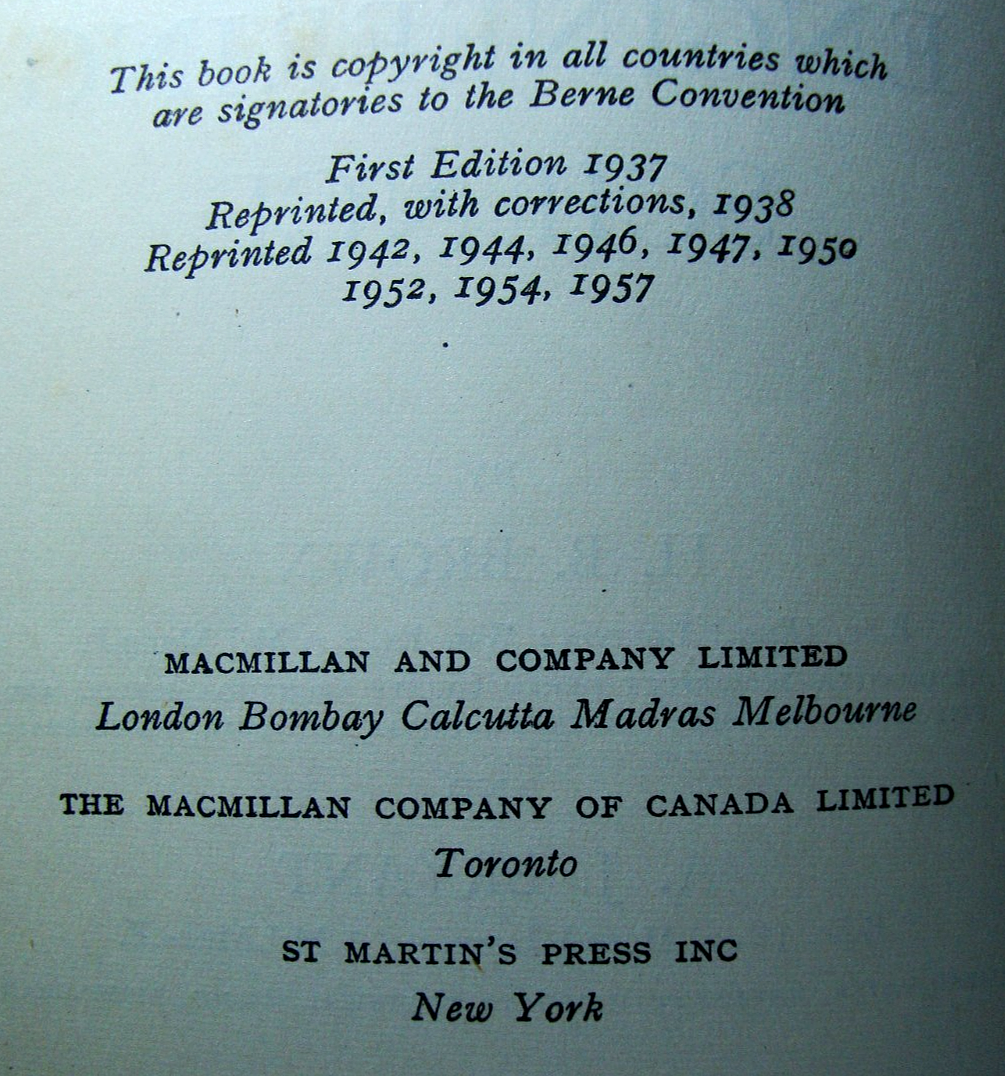 This book is copyright in all countries which
are signatories to the Berne Convention
First Edition 1937
Reprinted, with corrections, 1938
Reprinted 1942, 1944, 1946, 1947, 1950
1952, 1954, 1957
MACMILLAN AND COMPANY LIMITED
London Bombay Calcutta Madras Melbourne
THE MACMILLAN COMPANY OF CANADA LIMITED
Toronto
ST MARTIN'S PRESS INC
New York